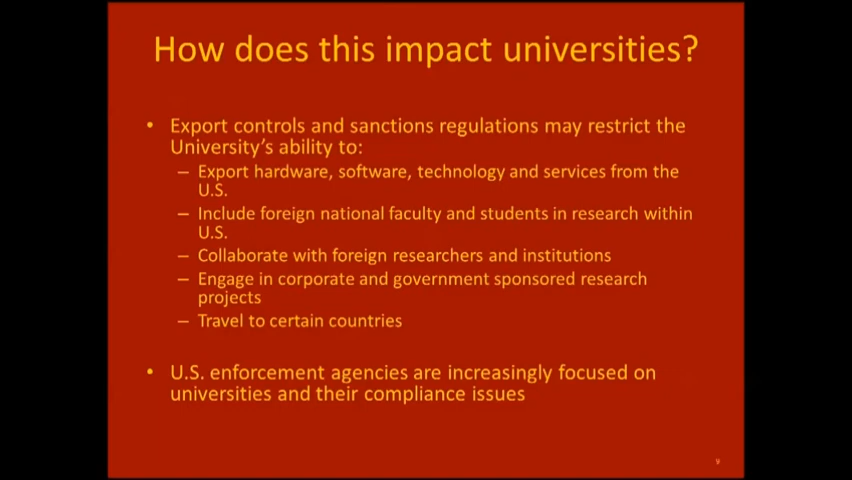 How does this impact universities?
• Export controls and sanctions regulations may restrict the
University's ability to:
– Export hardware, software, technology and services from the
U.S.
– Include foreign national faculty and students in research within
U.S.
– Collaborate with foreign researchers and institutions
– Engage in corporate and government sponsored research
projects
– Travel to certain countries
• U.S. enforcement agencies are increasingly focused on
universities and their compliance issues
9